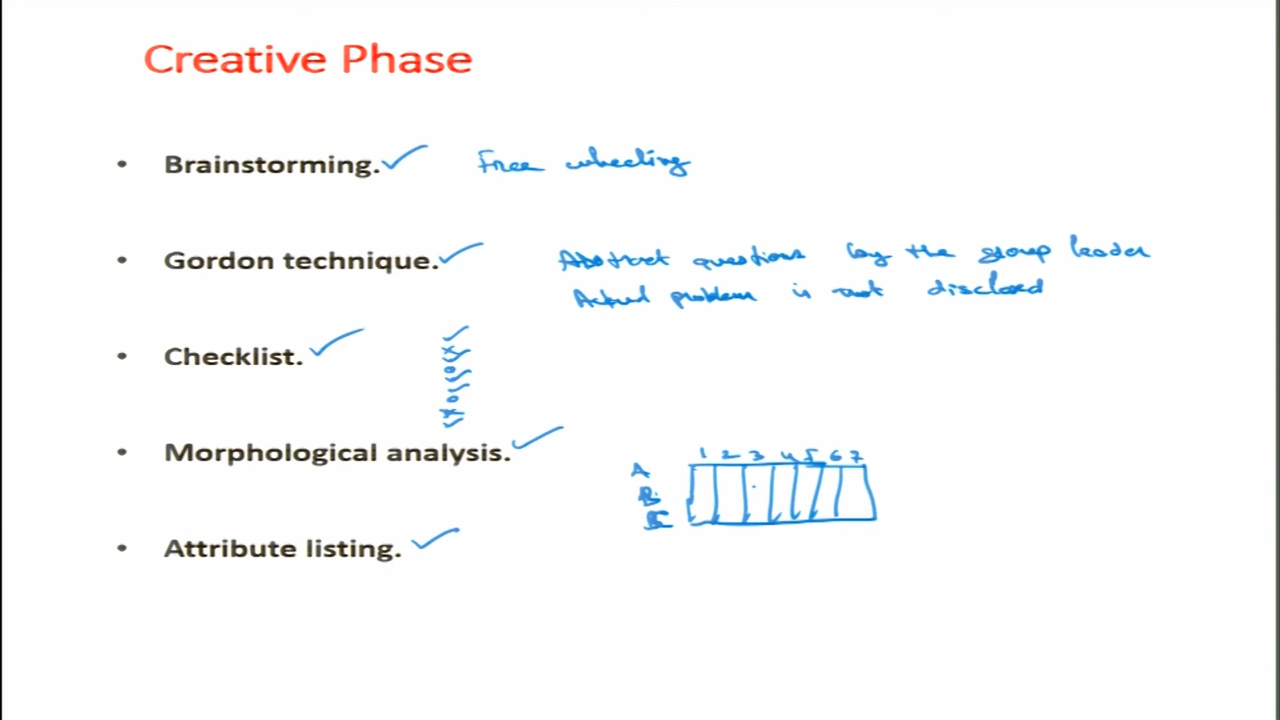 Creative Phase
• Brainstorming. Free wheeling
• Gordon technique. Abstract questions by the group leader
Actual problem is not disclosed
• Checklist.
• Morphological analysis.
1 2 3 4 5 6 7
A
B
C
• Attribute listing.